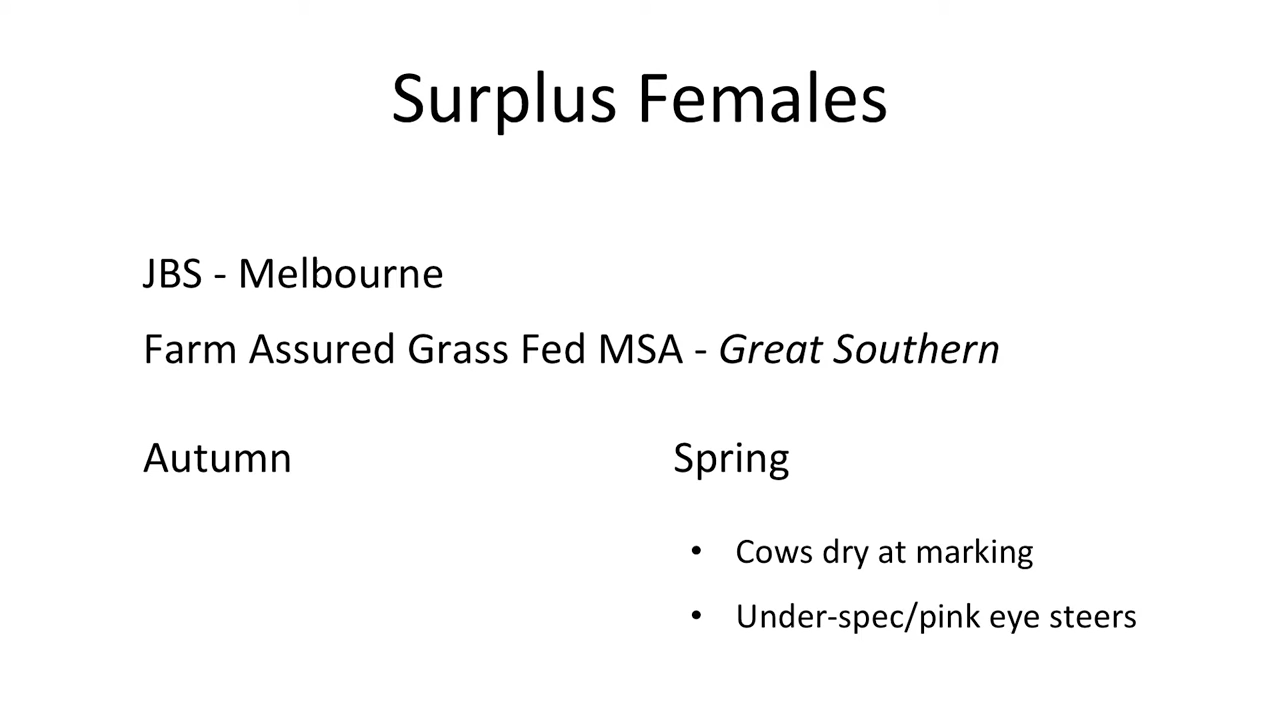 Surplus Females
JBS - Melbourne
Farm Assured Grass Fed MSA - Great Southern
Autumn
Spring
• Cows dry at marking
• Under-spec/pink eye steers